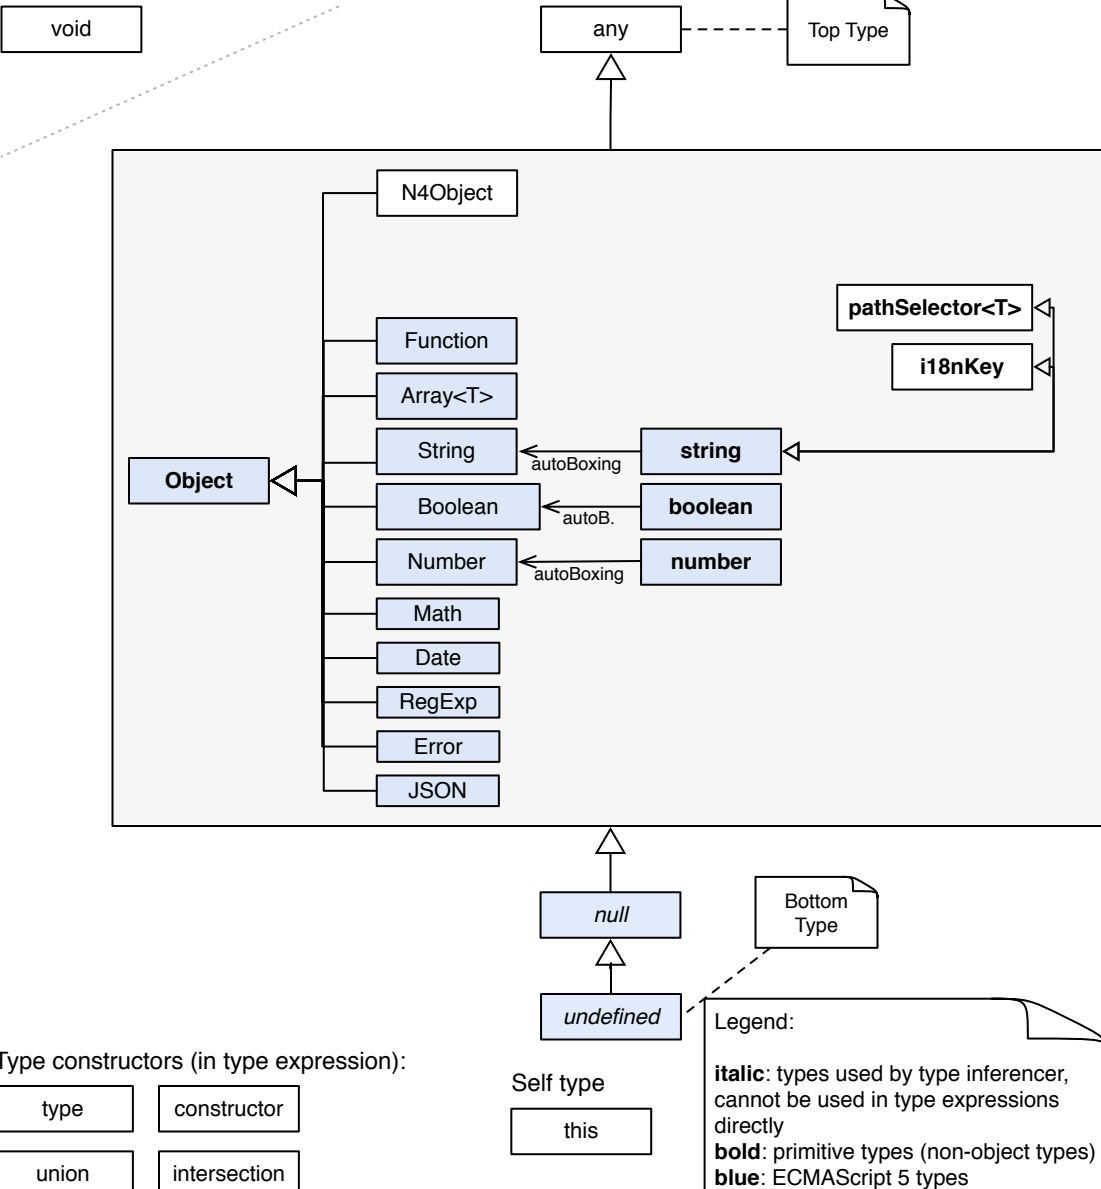 void
any
Top Type
N4Object
pathSelector<T>
Function
i18nKey
Array<T>
String
autoBoxing
string
Object
Boolean
autoB.
boolean
Number
autoBoxing
number
Math
Date
RegExp
Error
JSON
null
Bottom
Type
undefined
Legend:
italic: types used by type inferencer,
cannot be used in type expressions
directly
bold: primitive types (non-object types)
blue: ECMAScript 5 types
Type constructors (in type expression):
type
constructor
union
intersection
Self type
this